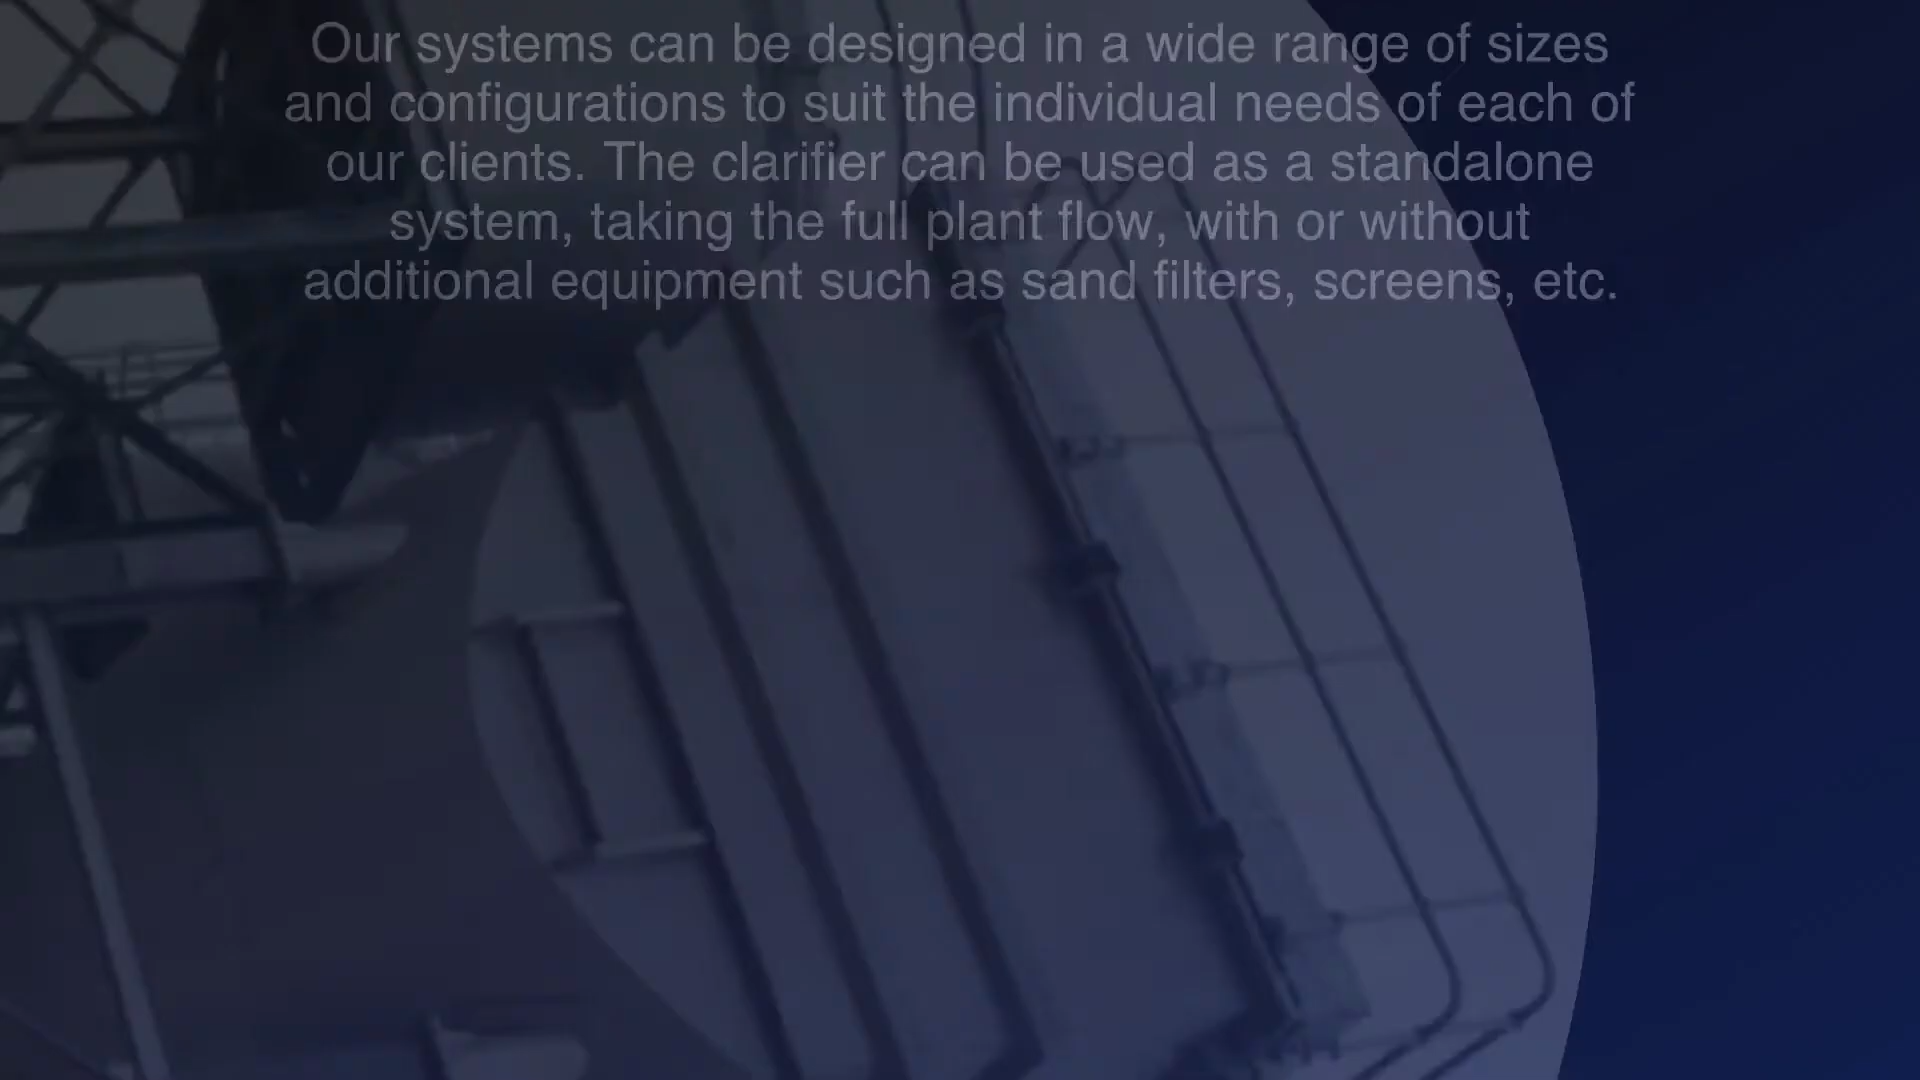 Our systems can be designed in a wide range of sizes
and configurations to suit the individual needs of each of
our clients. The clarifier can be used as a standalone
system, taking the full plant flow, with or without
additional equipment such as sand filters, screens, etc.